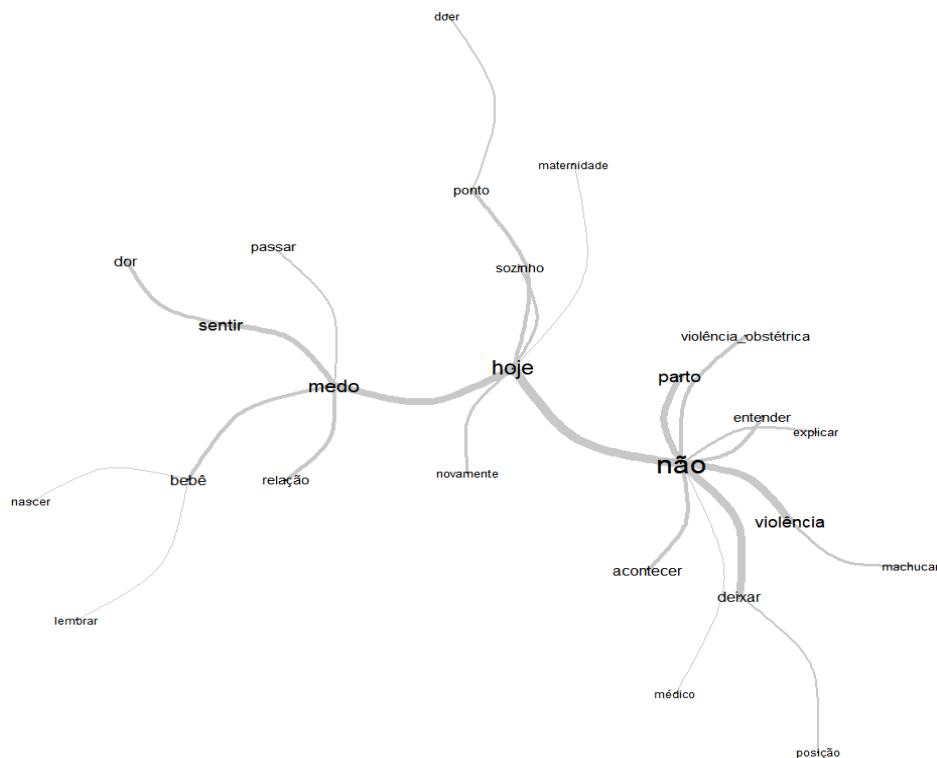 doer
maternidade
ponto
passar
dor
sozinho
sentir
violência_obstétrica
hoje
parto
medo
entender
explicar
não
novamente
bebê
relação
nascer
violência
machucar
acontecer
deixar
lembrar
médico
posição